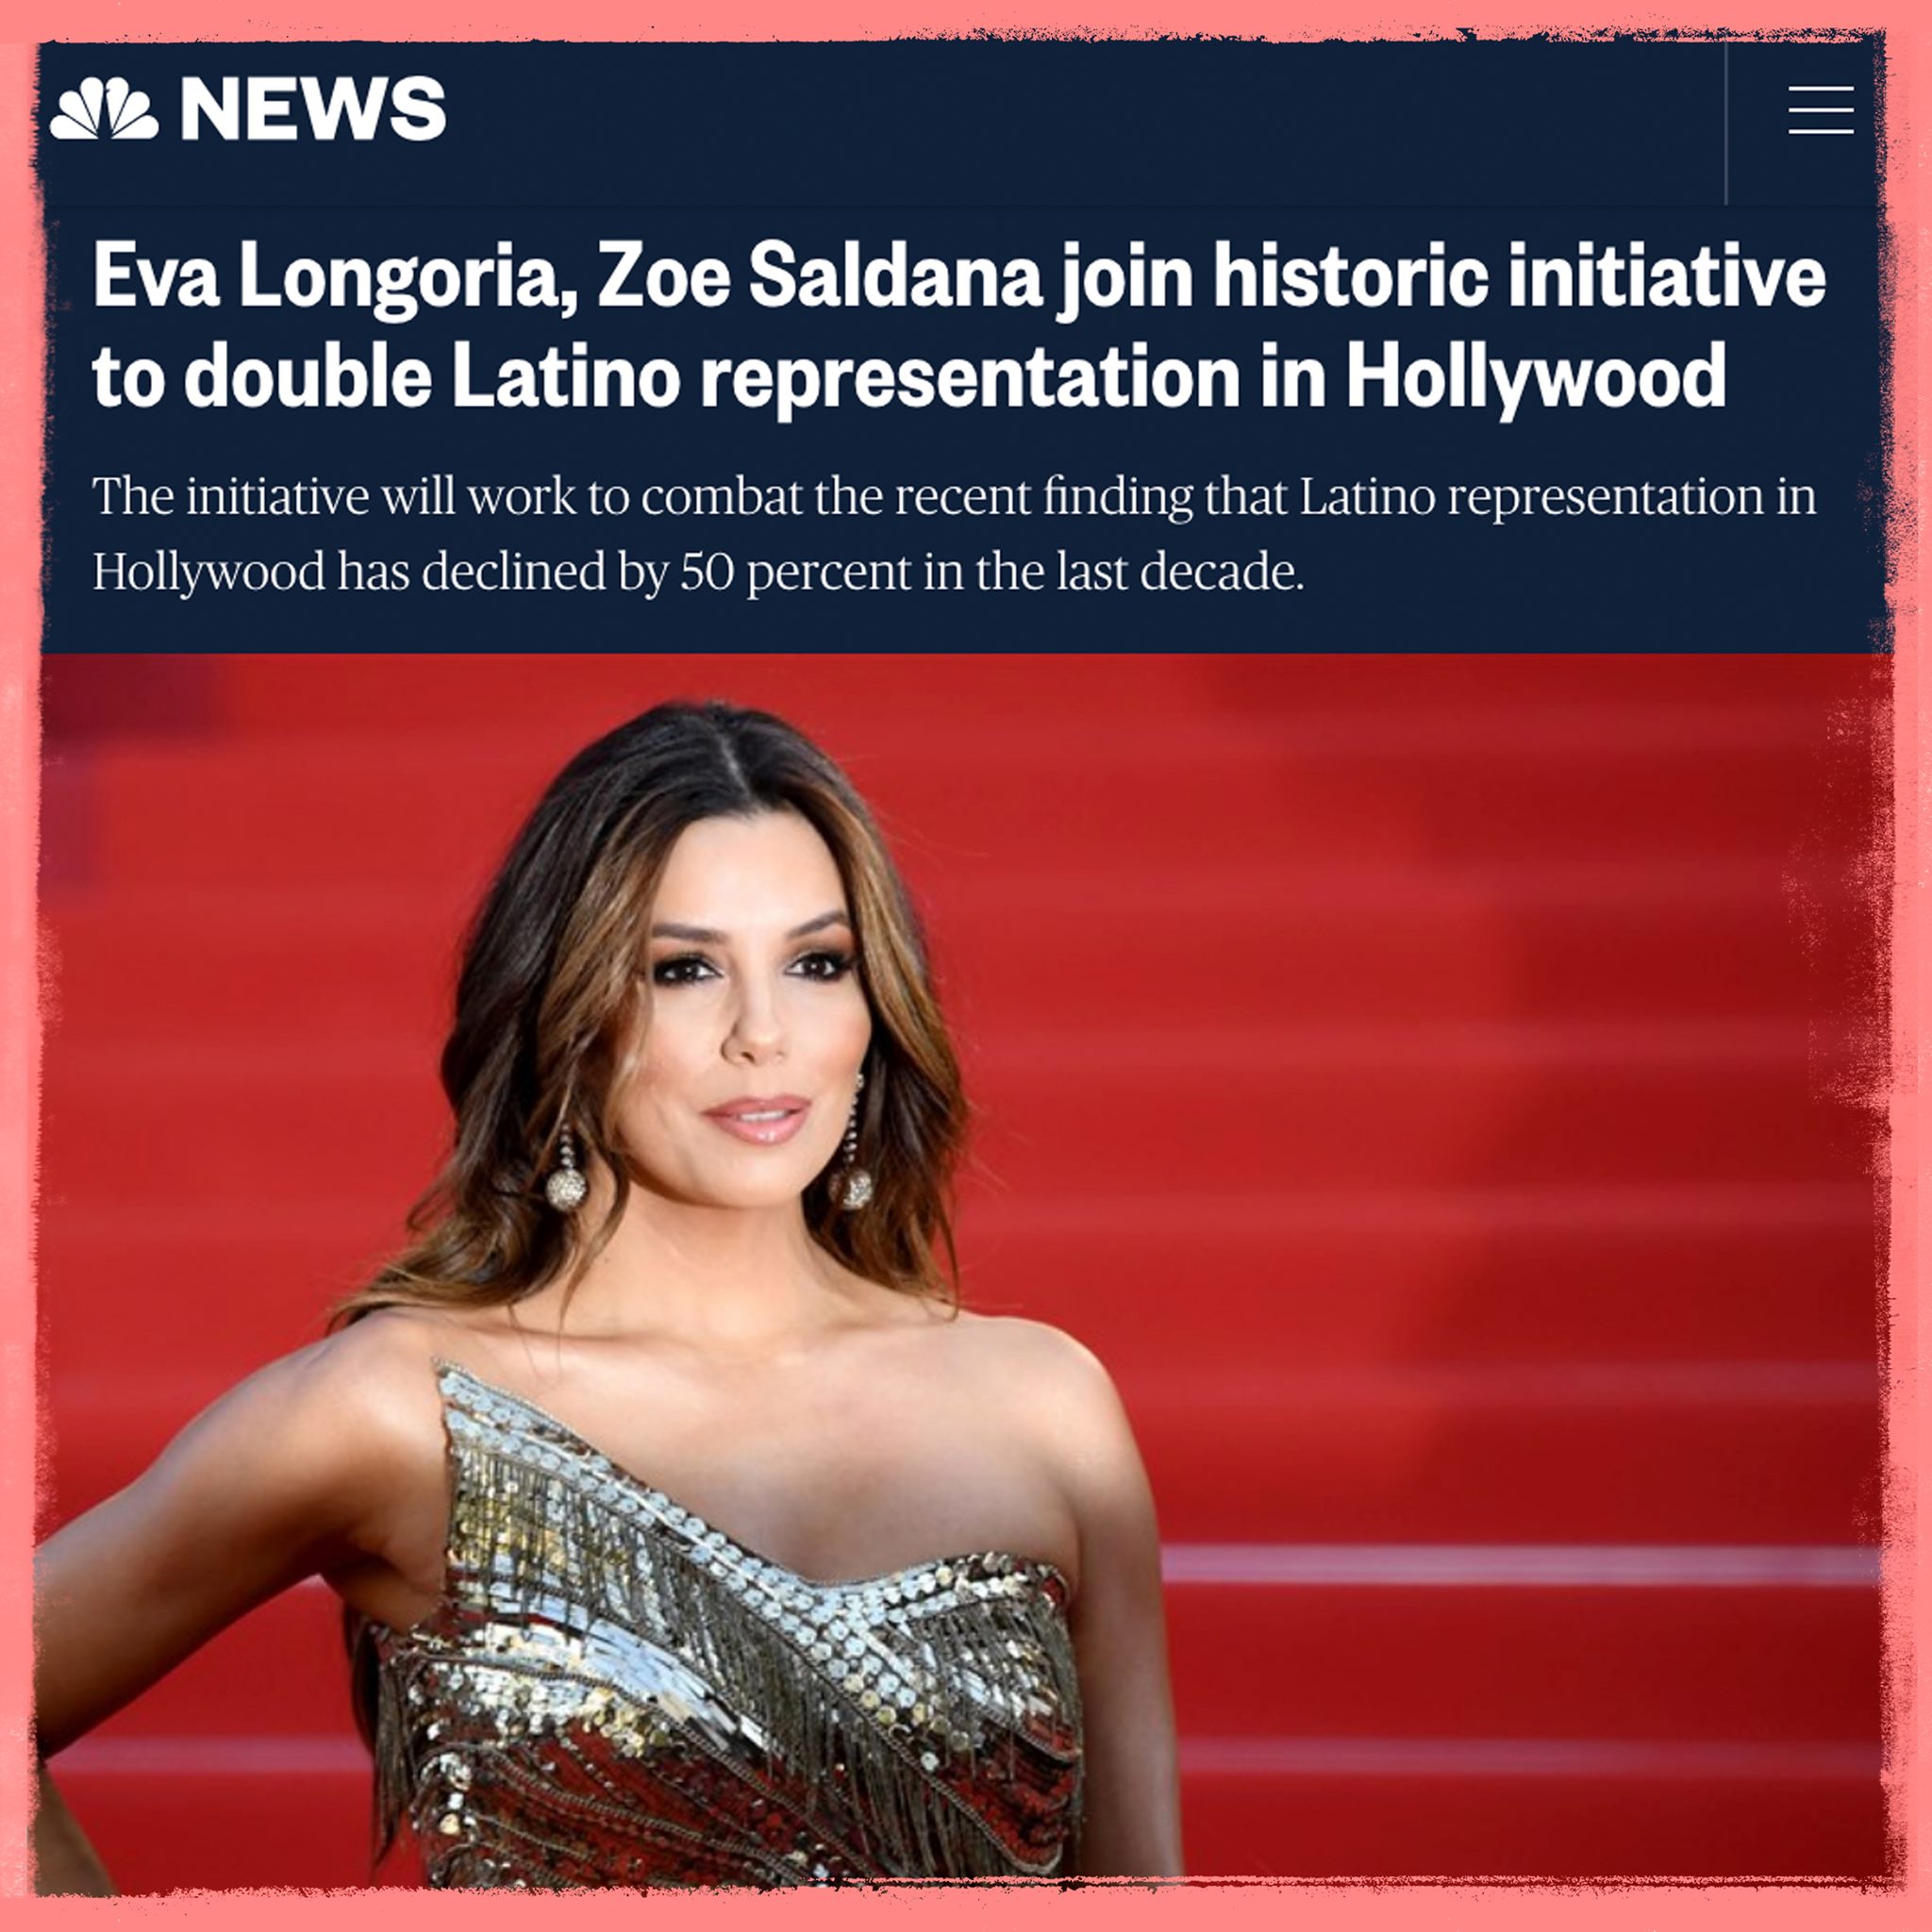 NEWS
Eva Longoria, Zoe Saldana join historic initiative
to double Latino representation in Hollywood
The initiative will work to combat the recent finding that Latino representation in
Hollywood has declined by 50 percent in the last decade.